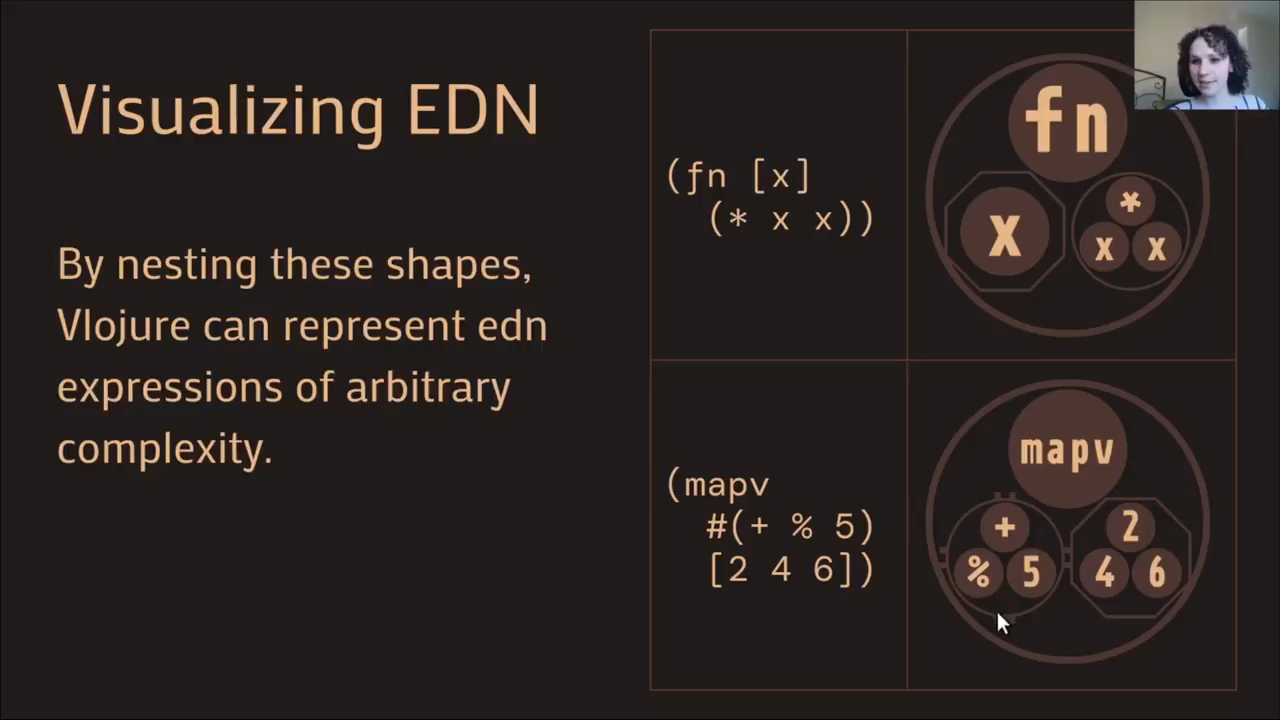 Visualizing EDN
By nesting these shapes,
Vlojure can represent edn
expressions of arbitrary
complexity.
(fn [x]
(* x x))
fn
x
*
x x
(mapv
#(+ % 5)
[2 4 6])
mapv
+
% 5
2
4 6